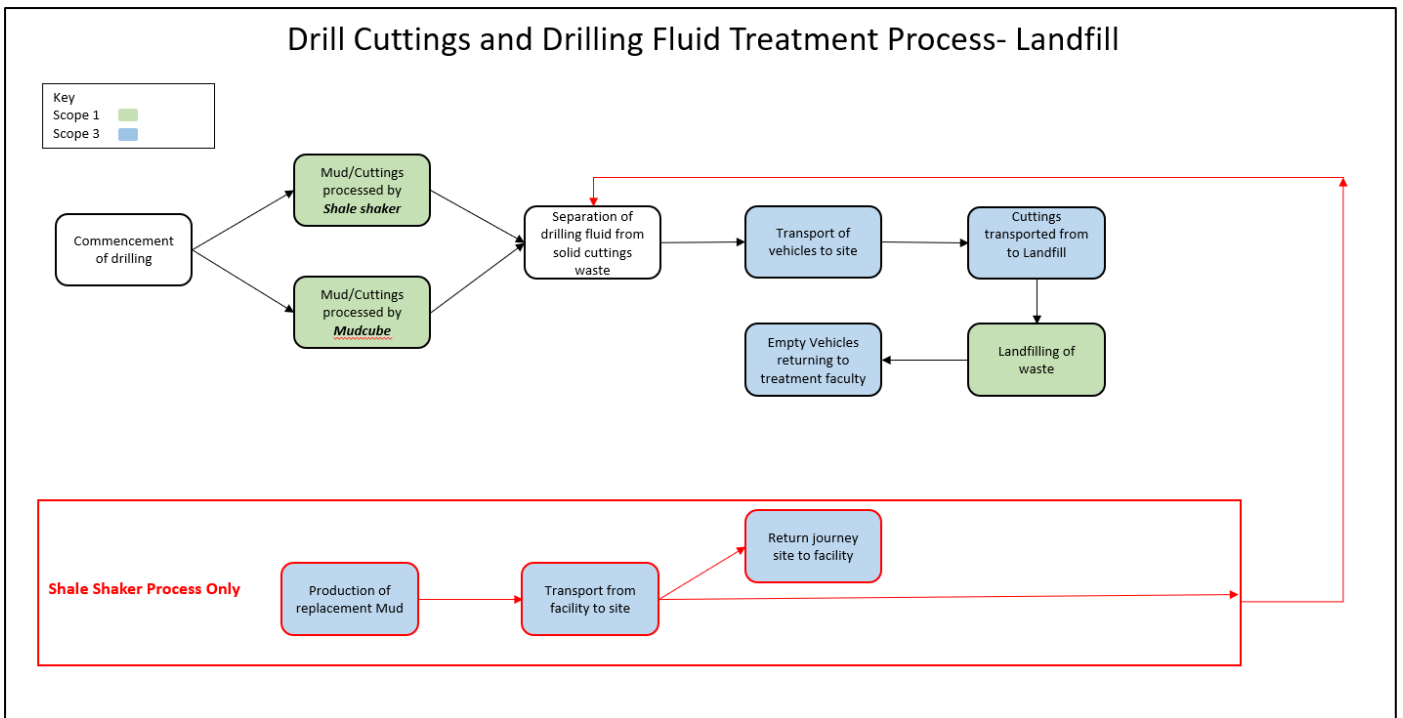 Drill Cuttings and Drilling Fluid Treatment Process- Landfill
Key
Scope 1
Scope 3
Commencement
of drilling
Mud/Cuttings
processed by
Shale shaker
Mud/Cuttings
processed by
Mudcube
Separation of
drilling fluid from
solid cuttings
waste
Transport of
vehicles to site
Cuttings
transported from
to Landfill
Empty Vehicles
returning to
treatment faculty
Landfilling of
waste
Shale Shaker Process Only
Production of
replacement Mud
Transport from
facility to site
Return journey
site to facility